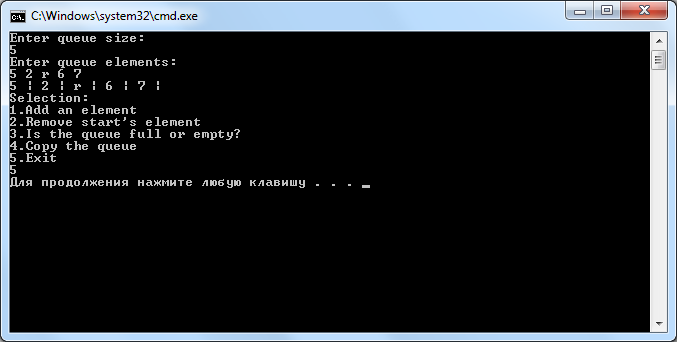 C:\Windows\system32\cmd.exe
Enter queue size:
5
Enter queue elements:
5 2 r 6 7
5 ¦ 2 ¦ r ¦ 6 ¦ 7 ¦
Selection:
1.Add an element
2.Remove start's element
3.Is the queue full or empty?
4.Copy the queue
5.Exit
5
Для продолжения нажмите любую клавишу . . . _